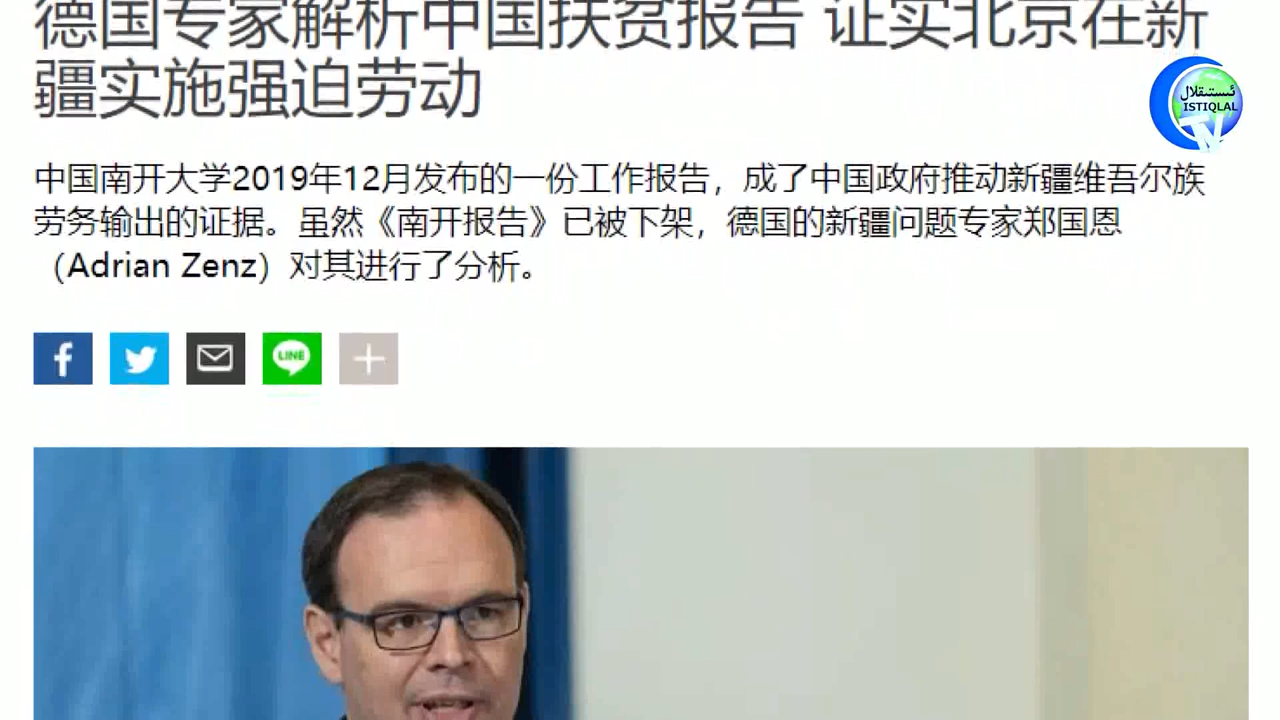 德国专家解析中国扶贫报告 证实北京在新
疆实施强迫劳动
ئىستىقلال
ISTIQLAL
TV
中国南开大学2019年12月发布的一份工作报告，成了中国政府推动新疆维吾尔族
劳务输出的证据。虽然《南开报告》已被下架，德国的新疆问题专家郑国恩
（Adrian Zenz）对其进行了分析。
LINE